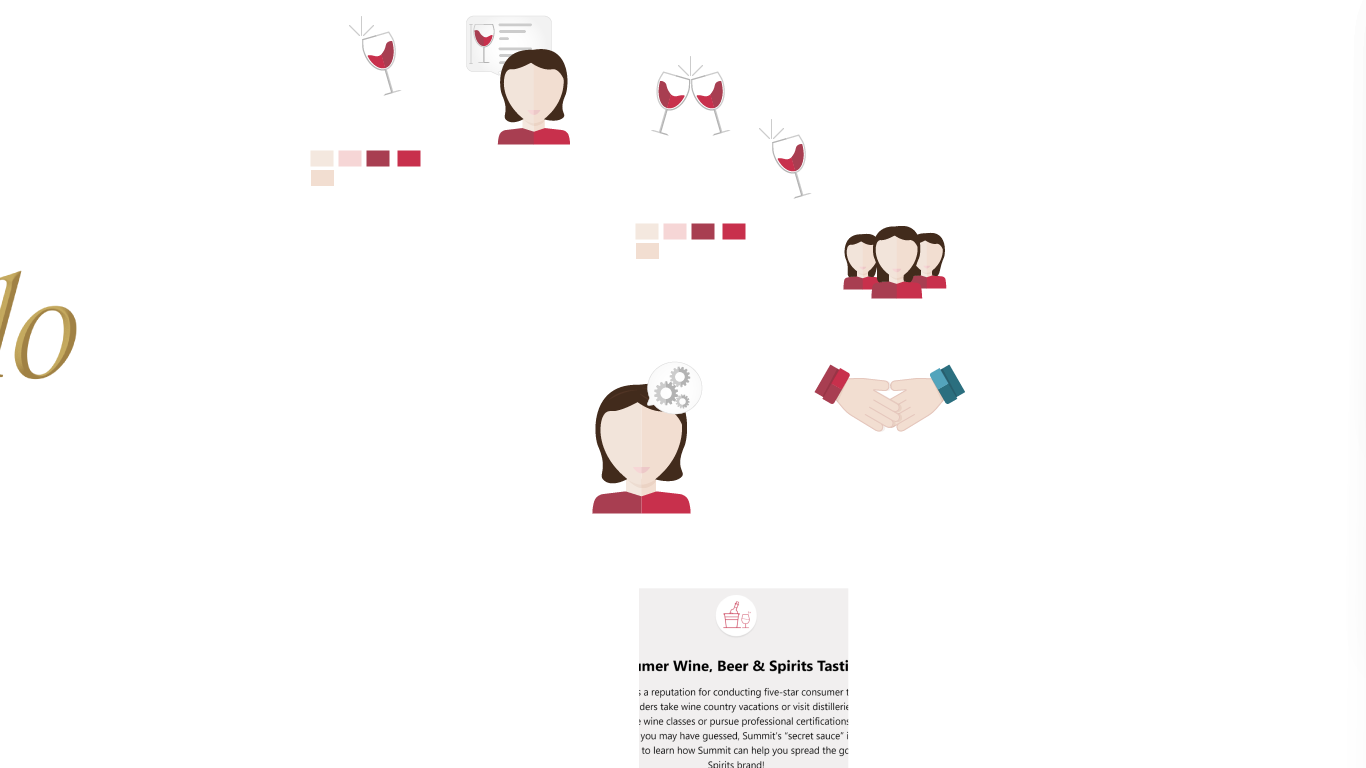 lo
umer Wine, Beer & Spirits Tasti
s a reputation for conducting five-star consumer t
ders take wine country vacations or visit distillerie
e wine classes or pursue professional certifications
you may have guessed, Summit's “secret sauce” i
to learn how Summit can help you spread the go
Spirits brand!